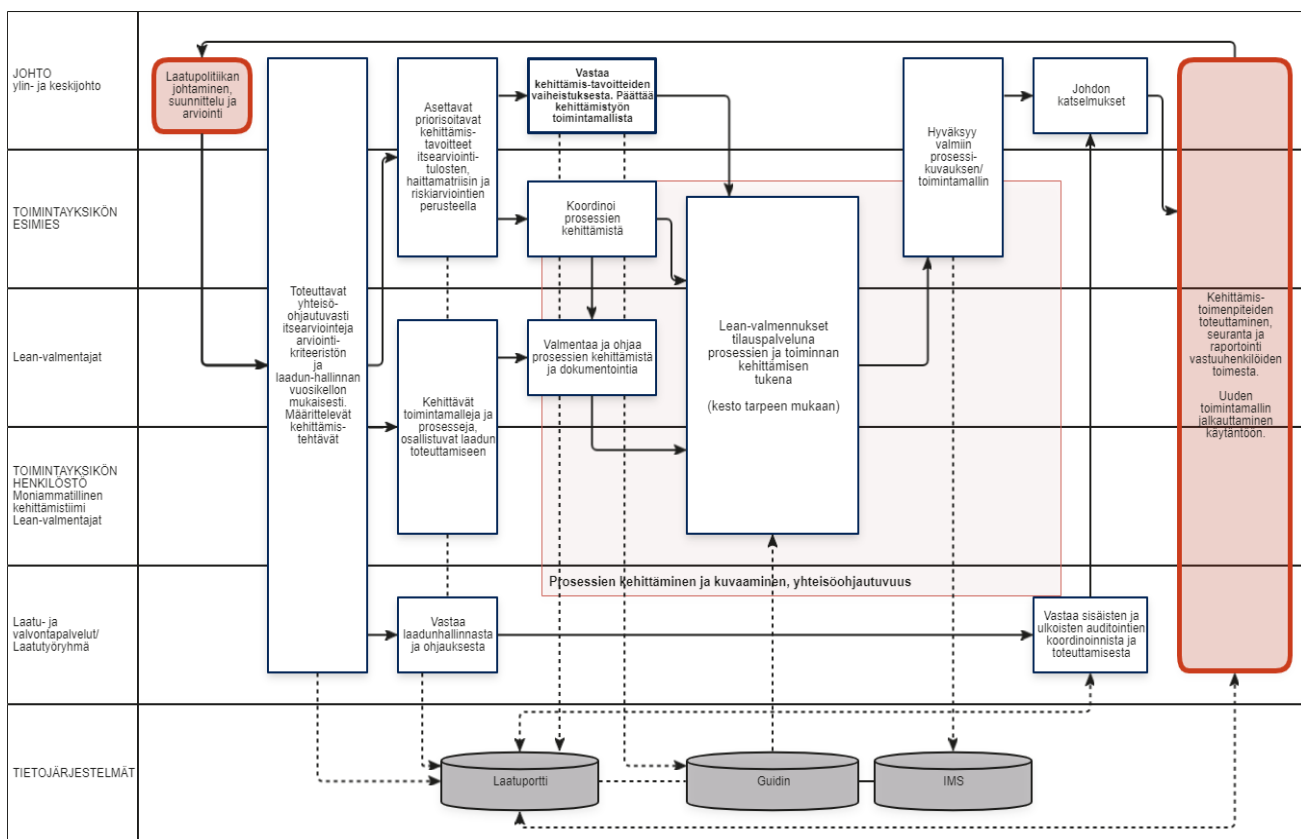 JOHTO
ylin- ja keskijohto
Laatupolitiikan
johtaminen,
suunnittelu ja
arviointi
Asettavat
priorisoitavat
kehittämis-
tavoitteet
itsearviointi-
tulosten,
haittamatriisin ja
riskiarviointien
perusteella
Vastaa
kehittämis-tavoitteiden
vaiheistuksesta. Päättää
kehittämistyön
toimintamallista
Hyväksyy
valmiin
prosessi-
kuvauksen/
toimintamallin
Johdon
katselmukset
TOIMINTAYKSIKÖN
ESIMIES
Koordinoi
prosessien
kehittämistä
Lean-valmentajat
Toteuttavat
yhteisö-
ohjautuvasti
itsearviointeja
arviointi-
kriteeristön
ja
laadun-hallinnan
vuosikellon
mukaisesti.
Määrittelevät
kehittämis-
tehtävät
Valmentaa ja ohjaa
prosessien kehittämistä
ja dokumentointia
Lean-valmennukset
tilauspalveluna
prosessien ja toiminnan
kehittämisen
tukena
(kesto tarpeen mukaan)
Kehittämis-
toimenpiteiden
toteuttaminen,
seuranta ja
raportointi
vastuuhenkilöiden
toimesta.
Uuden
toimintamallin
jalkauttaminen
käytäntöön.
TOIMINTAYKSIKÖN
HENKILÖSTÖ
Moniammatillinen
kehittämistiimi
Lean-valmentajat
Kehittävät
toimintamalleja ja
prosesseja,
osallistuvat laadun
toteuttamiseen
Prosessien kehittäminen ja kuvaaminen, yhteisöohjautuvuus
Laatu- ja
valvontapalvelut/
Laatutyöryhmä
Vastaa
laadunhallinnasta
ja ohjauksesta
Vastaa sisäisten ja
ulkoisten auditointien
koordinoinnista ja
toteuttamisesta
TIETOJÄRJESTELMÄT
Laatuportti
Guidin
IMS